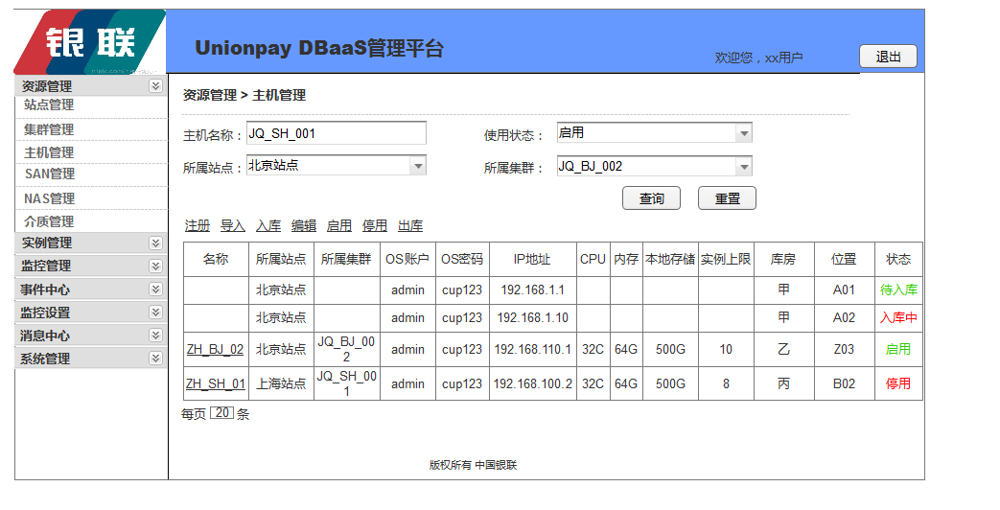 银联
Unionpay DBaaS管理平台
欢迎您，xx用户
退出
资源管理
站点管理
集群管理
主机管理
SAN管理
NAS管理
介质管理
实例管理
监控管理
事件中心
监控设置
消息中心
系统管理
资源管理 > 主机管理
主机名称： JQ_SH_001 使用状态： 启用
所属站点： 北京站点 所属集群： JQ_BJ_002
查询 重置
注册 导入 入库 编辑 启用 停用 出库
名称 所属站点 所属集群 OS账户 OS密码 IP地址 CPU 内存 本地存储 实例上限 库房 位置 状态
北京站点 admin cup123 192.168.1.1 甲 A01 待入库
北京站点 admin cup123 192.168.1.10 甲 A02 入库中
ZH_BJ_02 北京站点 JQ_BJ_002 admin cup123 192.168.110.1 32C 64G 500G 10 乙 Z03 启用
ZH_SH_01 上海站点 JQ_SH_001 admin cup123 192.168.100.2 32C 64G 500G 8 丙 B02 停用
每页 20 条
版权所有 中国银联